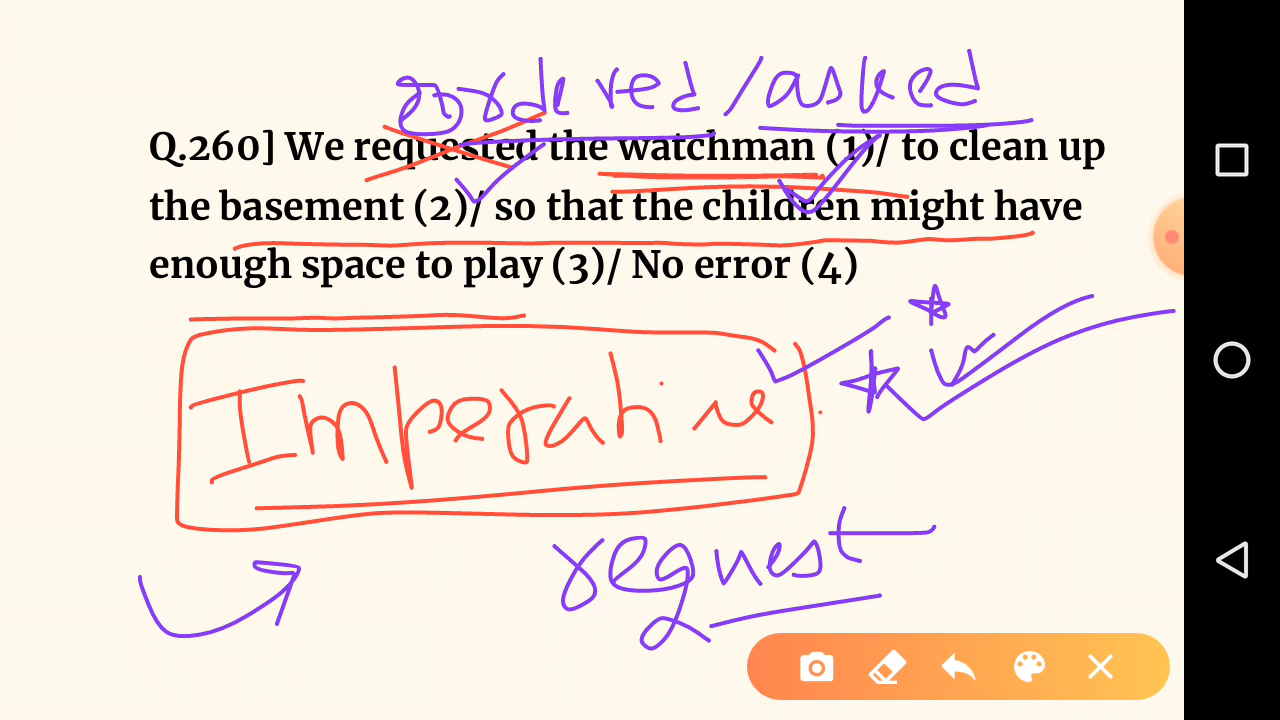 ordered / asked
Q.260] We requested the watchman (1)/ to clean up
the basement (2)/ so that the children might have
enough space to play (3)/ No error (4)
Imperative
request